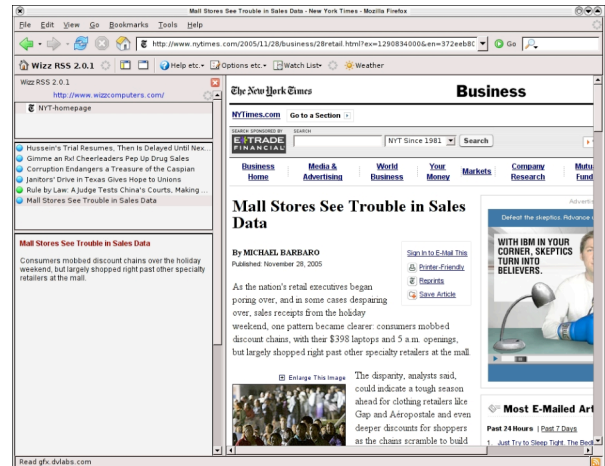 Mall Stores See Trouble in Sales Data - New York Times - Mozilla Firefox
File Edit View Go Bookmarks Tools Help
http://www.nytimes.com/2005/11/28/business/28retail.html?ex=1290834000&en=372eeb8
Go
Wizz RSS 2.0.1
Help etc.
Options etc.
Watch List
Weather
Wizz RSS 2.0.1
http://www.wizzcomputers.com/
NYT-homepage
Hussein's Trial Resumes, Then Is Delayed Until Nex...
Gimme an Rx! Cheerleaders Pep Up Drug Sales
Corruption Endangers a Treasure of the Caspian
Janitors' Drive in Texas Gives Hope to Unions
Rule by Law: A Judge Tests China's Courts, Making ...
Mall Stores See Trouble in Sales Data
Mall Stores See Trouble in Sales Data
Consumers mobbed discount chains over the holiday
weekend, but largely shopped right past other specialty
retailers at the mall.
The New York Times
Business
NYTimes.com Go to a Section
SEARCH SPONSORED BY
E*TRADE
FINANCIAL
SEARCH
NYT Since 1981
Search
Business Home
Media & Advertising
World Business
Your Money
Markets
Company Research
Mutu
Fund
Mall Stores See Trouble in Sales
Data
By MICHAEL BARBARO
Published: November 28, 2005
Sign In to E-Mail This
Printer-Friendly
Reprints
Save Article
As the nation's retail executives began
poring over, and in some cases despairing
over, sales receipts from the holiday
weekend, one pattern became clearer: consumers mobbed
discount chains, with their $398 laptops and 5 a.m. openings,
but largely shopped right past other specialty retailers at the mall.
Enlarge This Image
The disparity, analysts said,
could indicate a tough season
ahead for clothing retailers like
Gap and Aéropostale and even
deeper discounts for shoppers
as the chains scramble to build
Adverti
Defeat the skeptics. Advance
WITH IBM IN YOUR
CORNER, SKEPTICS
TURN INTO
BELIEVERS.
Most E-Mailed Art
Past 24 Hours | Past 7 Days
1. Just Try to Sleep Tight. The Bed
Read gfx.dvlabs.com